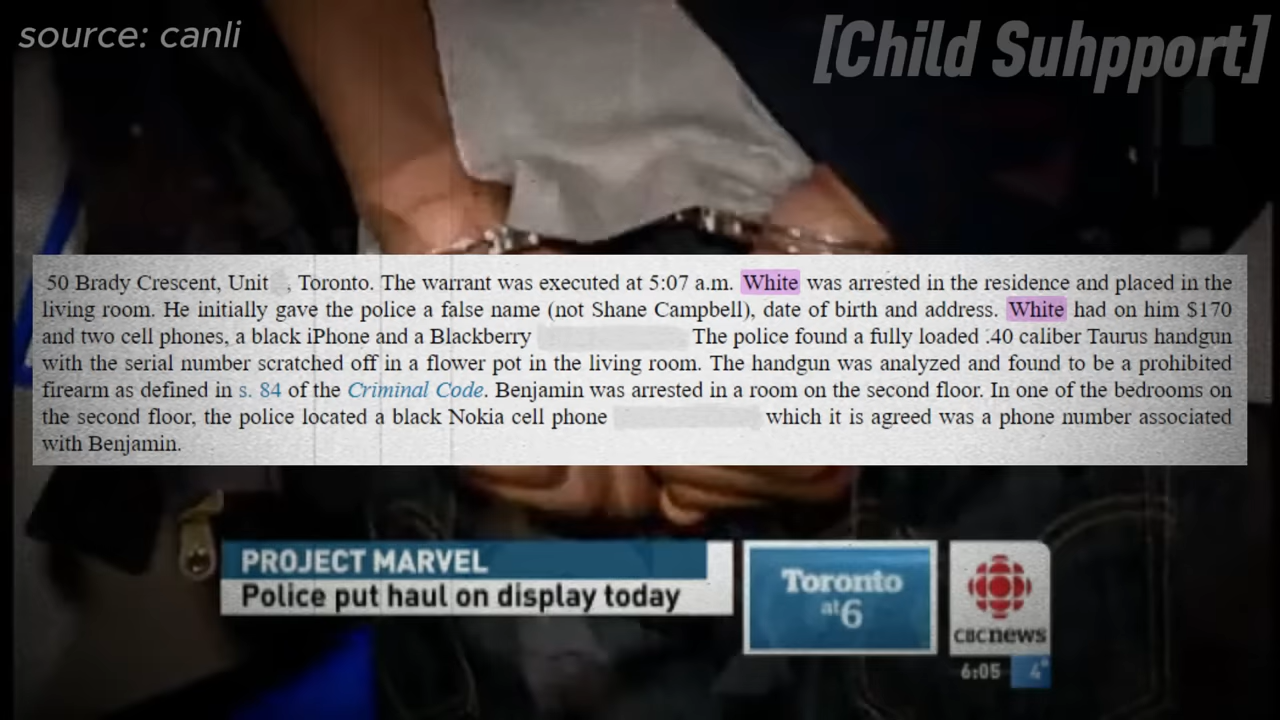 source: canli
[Child Suhpport]
50 Brady Crescent, Unit , Toronto. The warrant was executed at 5:07 a.m. White was arrested in the residence and placed in the
living room. He initially gave the police a false name (not Shane Campbell), date of birth and address. White had on him $170
and two cell phones, a black iPhone and a Blackberry The police found a fully loaded .40 caliber Taurus handgun
with the serial number scratched off in a flower pot in the living room. The handgun was analyzed and found to be a prohibited
firearm as defined in s. 84 of the Criminal Code. Benjamin was arrested in a room on the second floor. In one of the bedrooms on
the second floor, the police located a black Nokia cell phone which it is agreed was a phone number associated
with Benjamin.
PROJECT MARVEL
Police put haul on display today
Toronto
at 6
CBCnews
6:05 4°